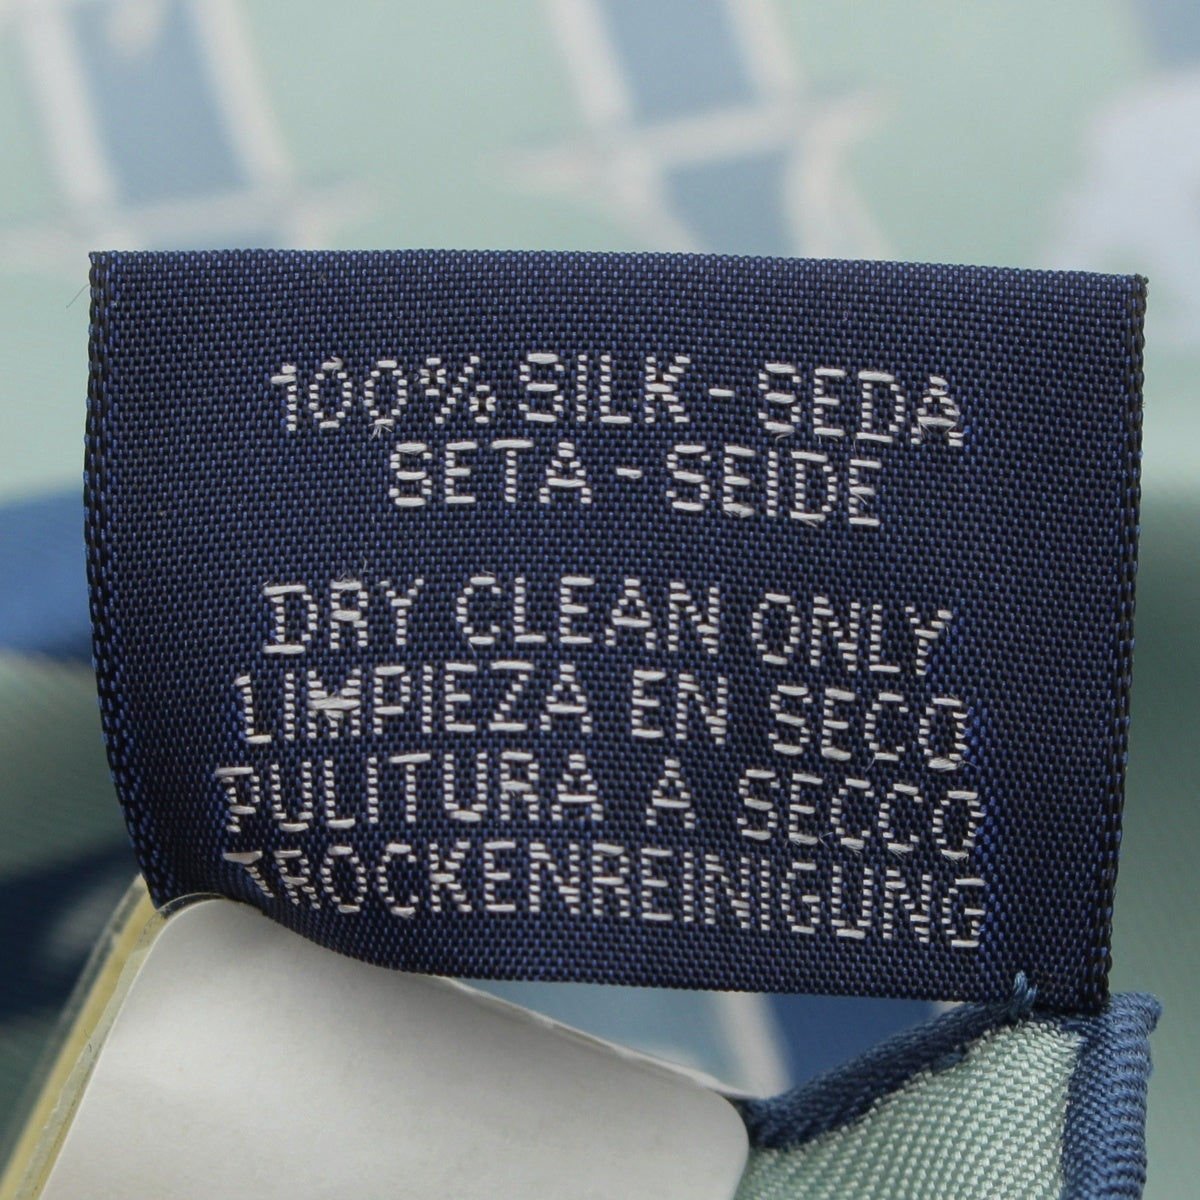 100% SILK - SEDA
SETA - SEIDE
DRY CLEAN ONLY
LIMPIEZA EN SECO
PULITURA A SECCO
TROCKENREINIGUNG